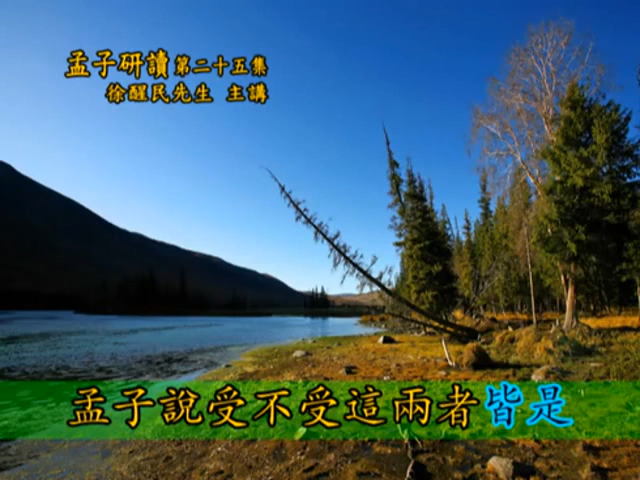 孟子研讀 第二十五集
徐醒民先生 主講
孟子說受不受這兩者皆是